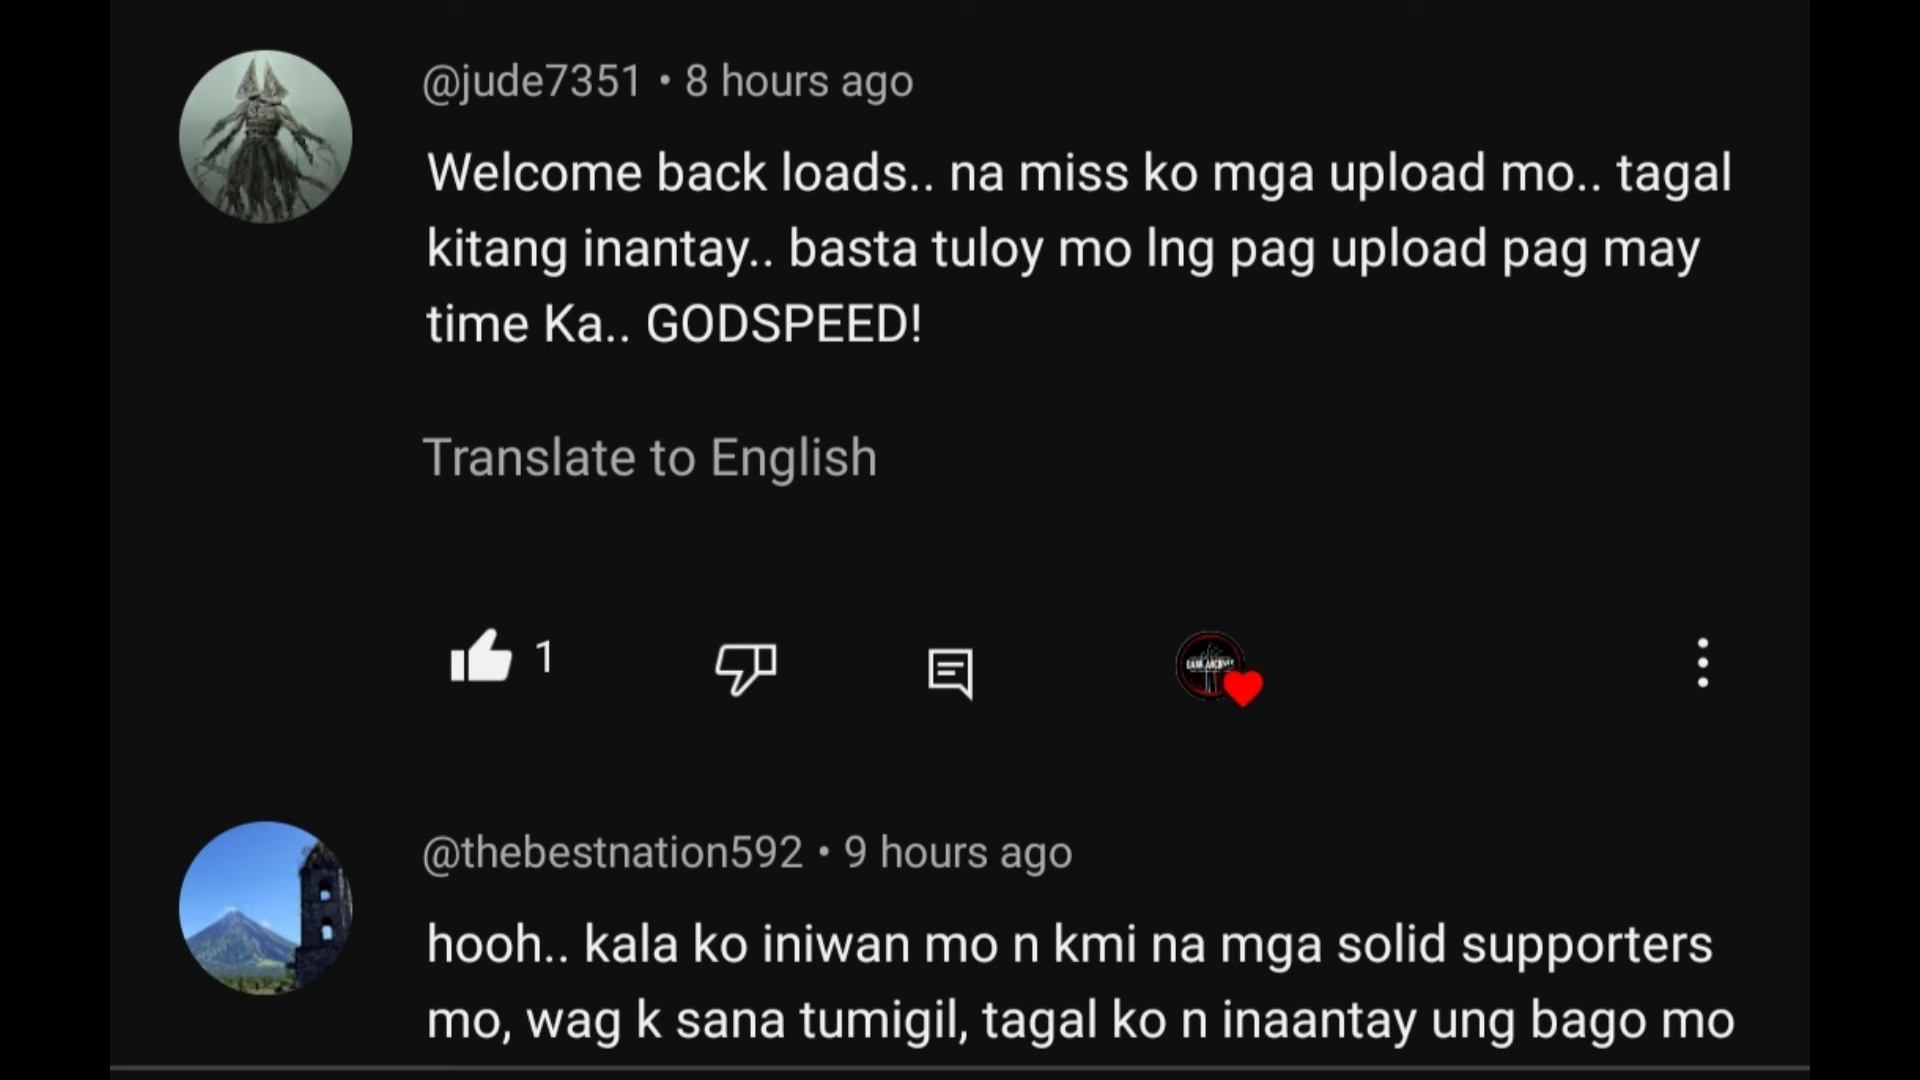 @jude7351 • 8 hours ago
Welcome back loads.. na miss ko mga upload mo.. tagal
kitang inantay.. basta tuloy mo lng pag upload pag may
time Ka.. GODSPEED!
Translate to English
1
DARK ARCHIVES
@thebestnation592 • 9 hours ago
hooh.. kala ko iniwan mo n kmi na mga solid supporters
mo, wag k sana tumigil, tagal ko n inaantay ung bago mo